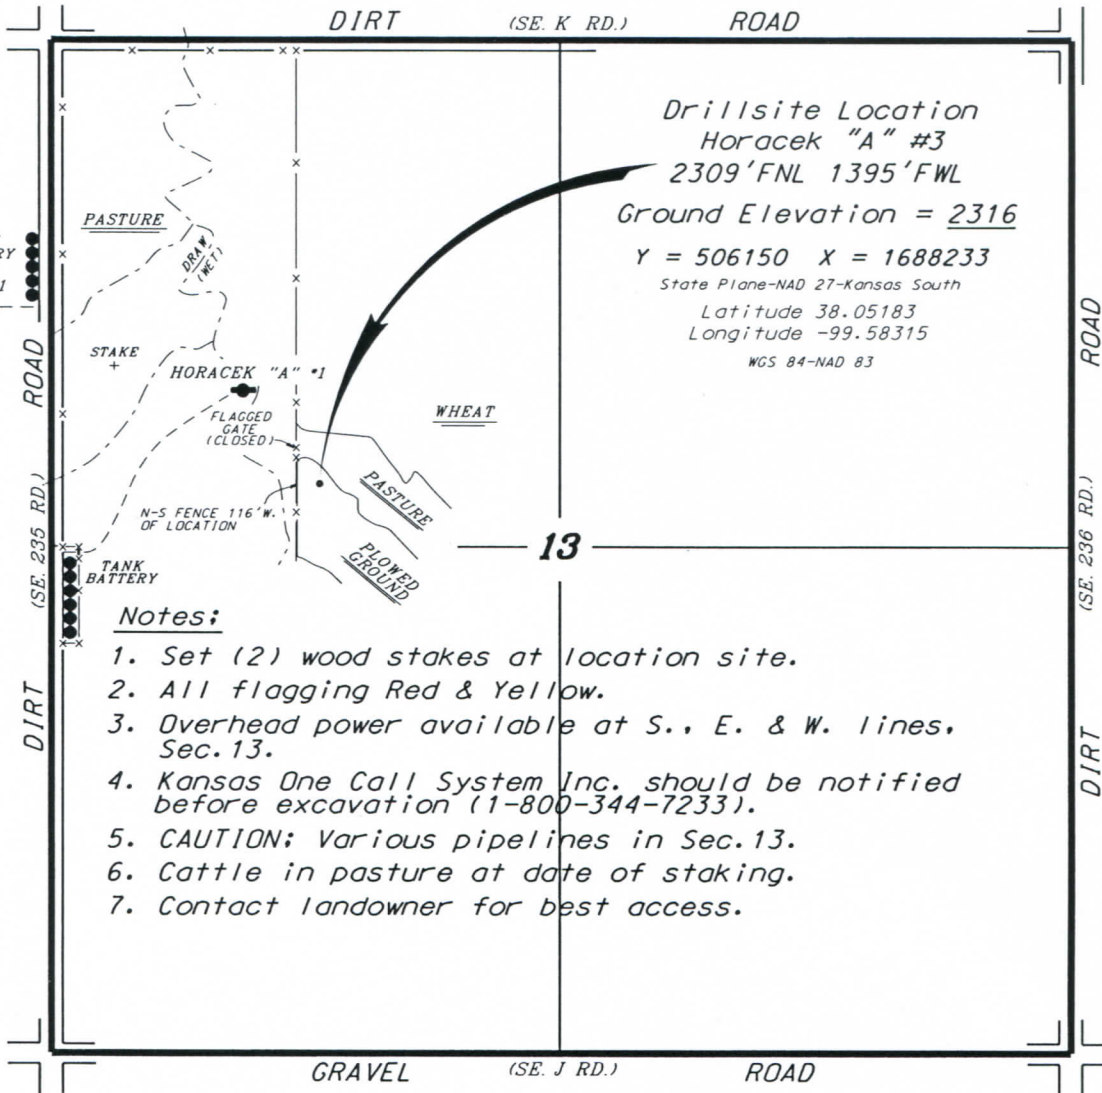 DIRT (SE. K RD.) ROAD
Drillsite Location
Horacek "A" #3
2309'FNL 1395'FWL
Ground Elevation = 2316
Y = 506150 X = 1688233
State Plane-NAD 27-Kansas South
Latitude 38.05183
Longitude -99.58315
WGS 84-NAD 83
PASTURE
DRAW
(WET)
RY
1
STAKE
HORACEK "A" #1
FLAGGED
GATE
(CLOSED)
WHEAT
PASTURE
N-S FENCE 116'W.
OF LOCATION
PLOWED
GROUND
13
TANK
BATTERY
DIRT (SE. 235 RD.) ROAD
DIRT (SE. 236 RD.) ROAD
Notes:
1. Set (2) wood stakes at location site.
2. All flagging Red & Yellow.
3. Overhead power available at S., E. & W. lines,
Sec.13.
4. Kansas One Call System Inc. should be notified
before excavation (1-800-344-7233).
5. CAUTION: Various pipelines in Sec.13.
6. Cattle in pasture at date of staking.
7. Contact landowner for best access.
GRAVEL (SE. J RD.) ROAD